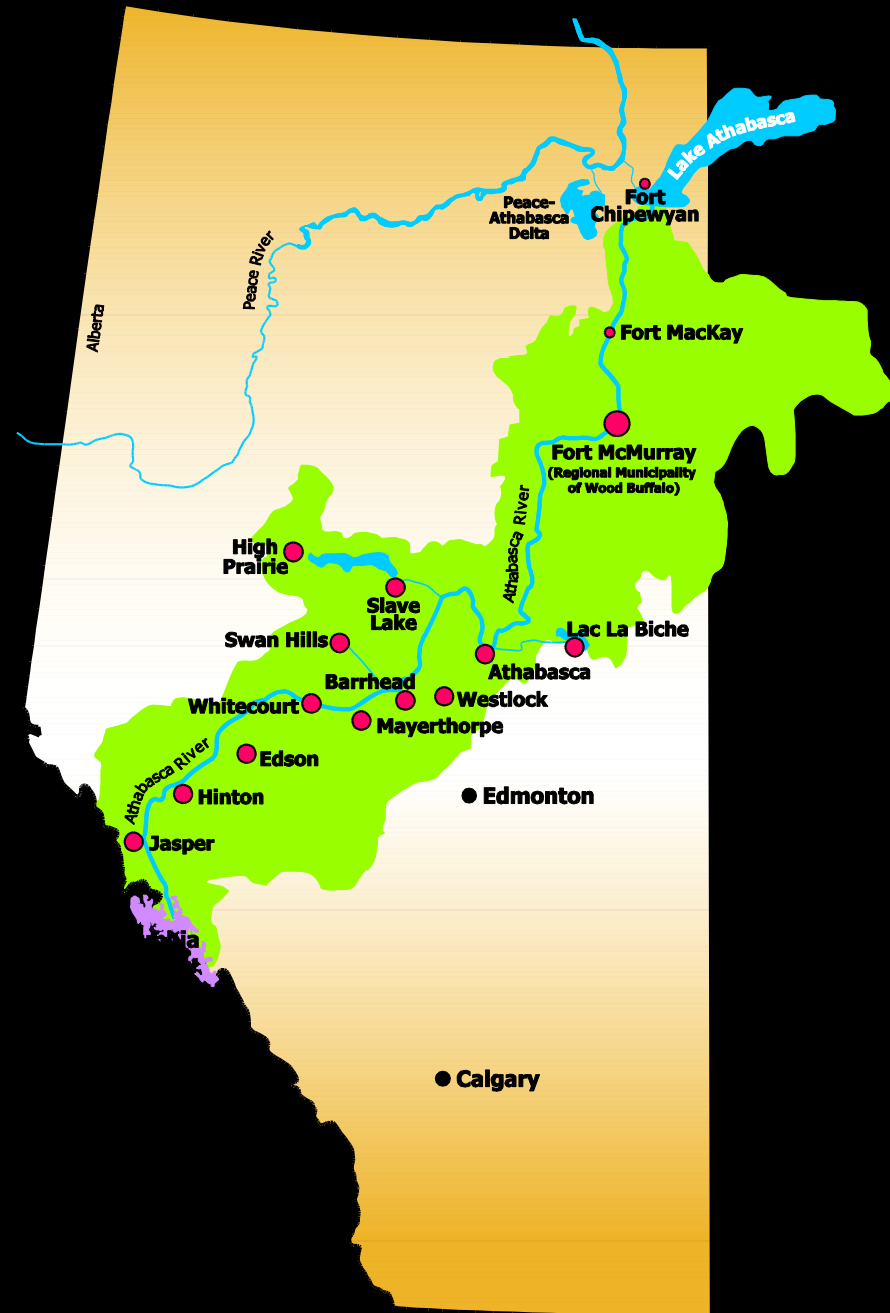 Lake Athabasca
Fort
Chipewyan
Peace-
Athabasca
Delta
Peace River
Alberta
Fort MacKay
Fort McMurray
(Regional Municipality
of Wood Buffalo)
Athabasca River
High
Prairie
Slave
Lake
Swan Hills
Lac La Biche
Athabasca
Barrhead
Westlock
Whitecourt
Mayerthorpe
Athabasca River
Edson
Hinton
Edmonton
Jasper
Calgary